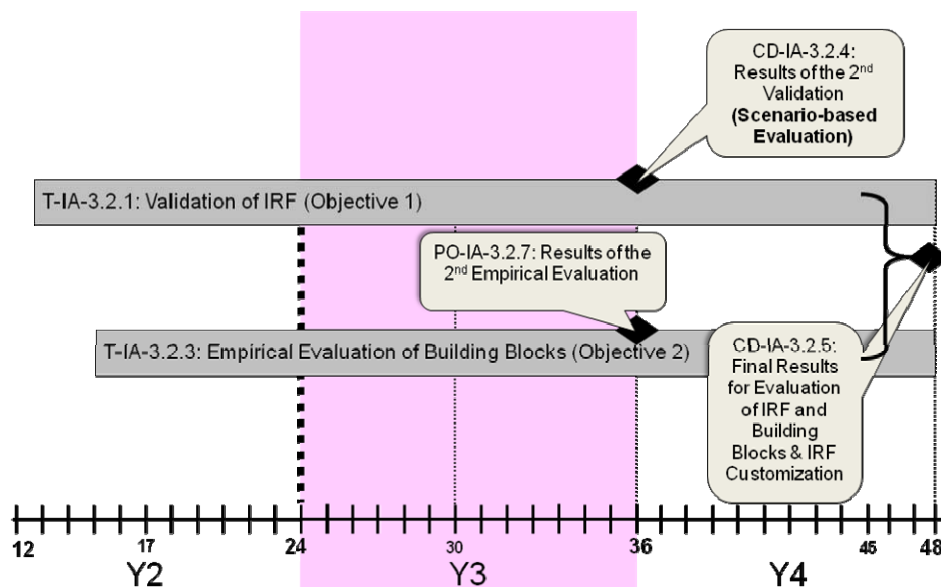 CD-IA-3.2.4:
Results of the 2nd
Validation
(Scenario-based
Evaluation)
T-IA-3.2.1: Validation of IRF (Objective 1)
PO-IA-3.2.7: Results of the
2nd Empirical Evaluation
T-IA-3.2.3: Empirical Evaluation of Building Blocks (Objective 2)
CD-IA-3.2.5:
Final Results
for Evaluation
of IRF and
Building
Blocks & IRF
Customization
12 17 24 30 36 45 48
Y2 Y3 Y4